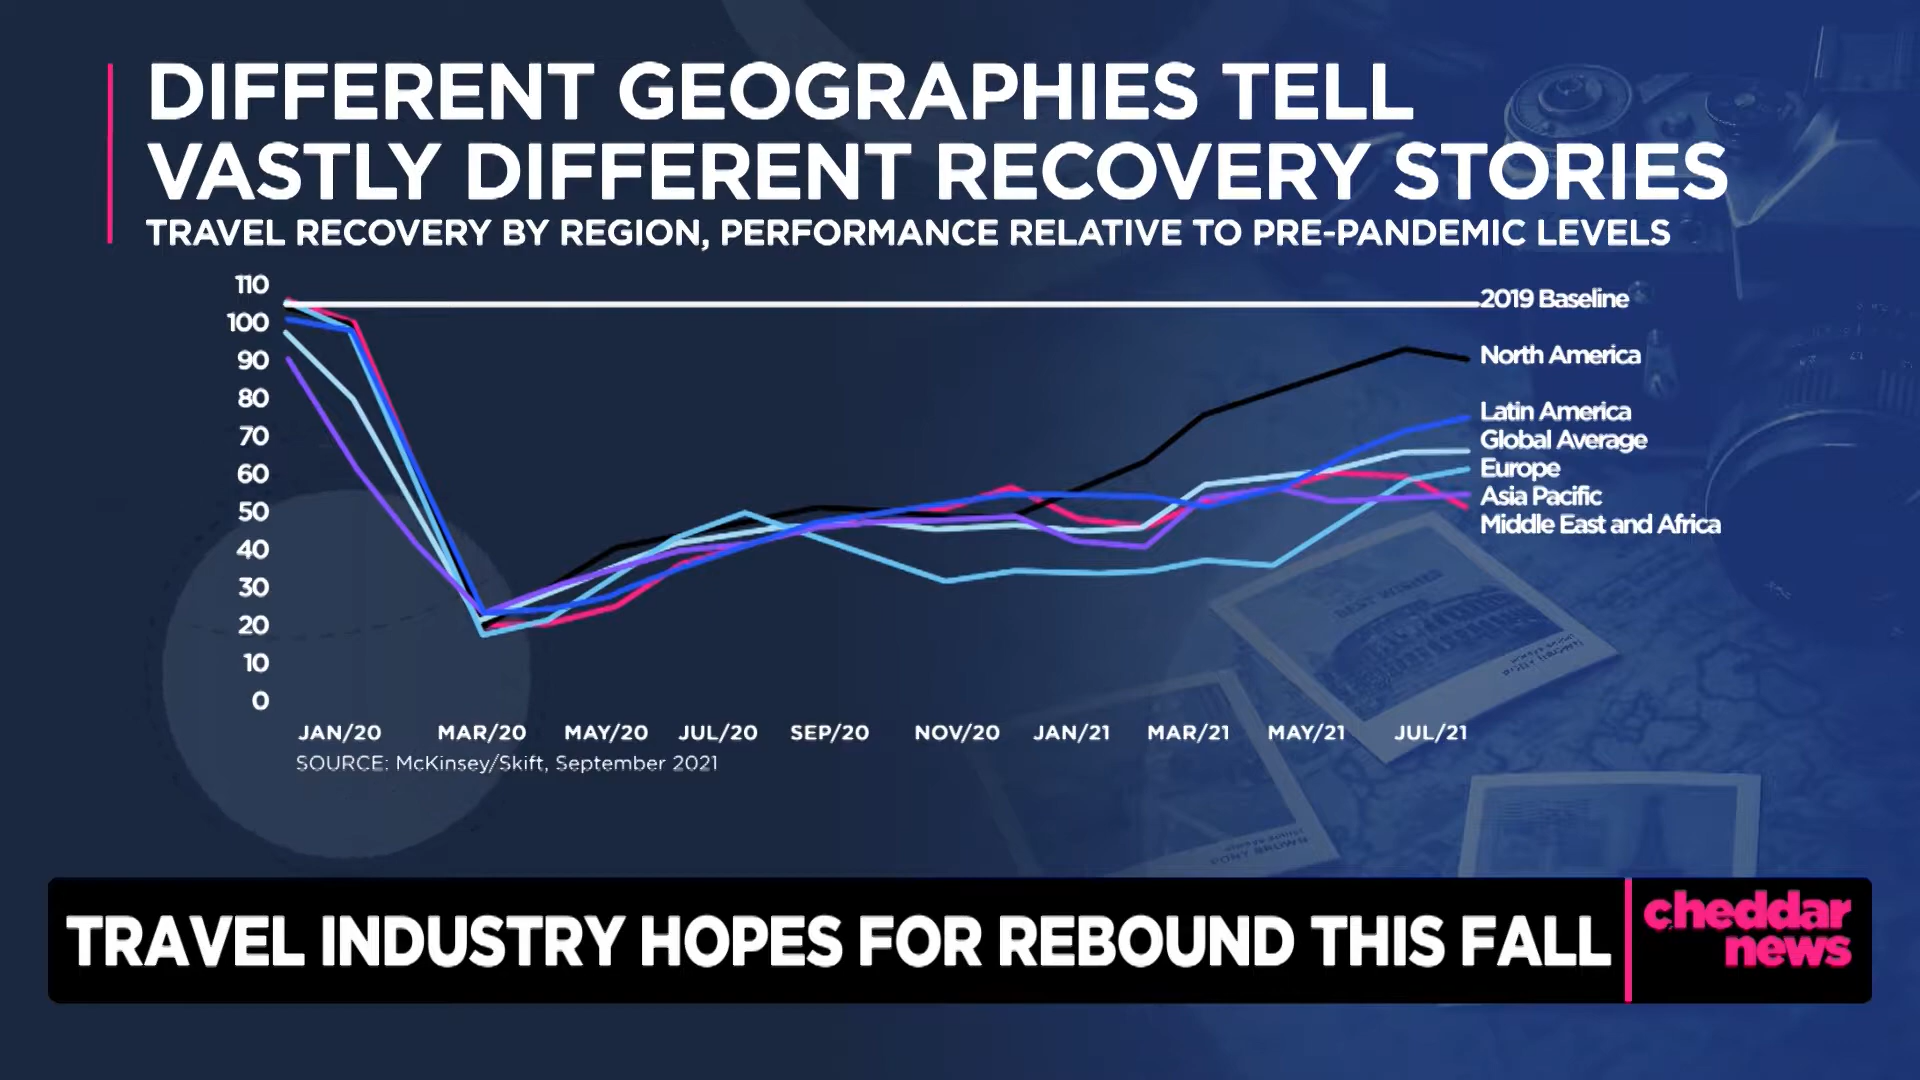 DIFFERENT GEOGRAPHIES TELL
VASTLY DIFFERENT RECOVERY STORIES
TRAVEL RECOVERY BY REGION, PERFORMANCE RELATIVE TO PRE-PANDEMIC LEVELS
110
100
90
80
70
60
50
40
30
20
10
0
2019 Baseline
North America
Latin America
Global Average
Europe
Asia Pacific
Middle East and Africa
JAN/20 MAR/20 MAY/20 JUL/20 SEP/20 NOV/20 JAN/21 MAR/21 MAY/21 JUL/21
SOURCE: McKinsey/Skift, September 2021
BEST WISHES
PONY BROWN
TRAVEL INDUSTRY HOPES FOR REBOUND THIS FALL
cheddar
news